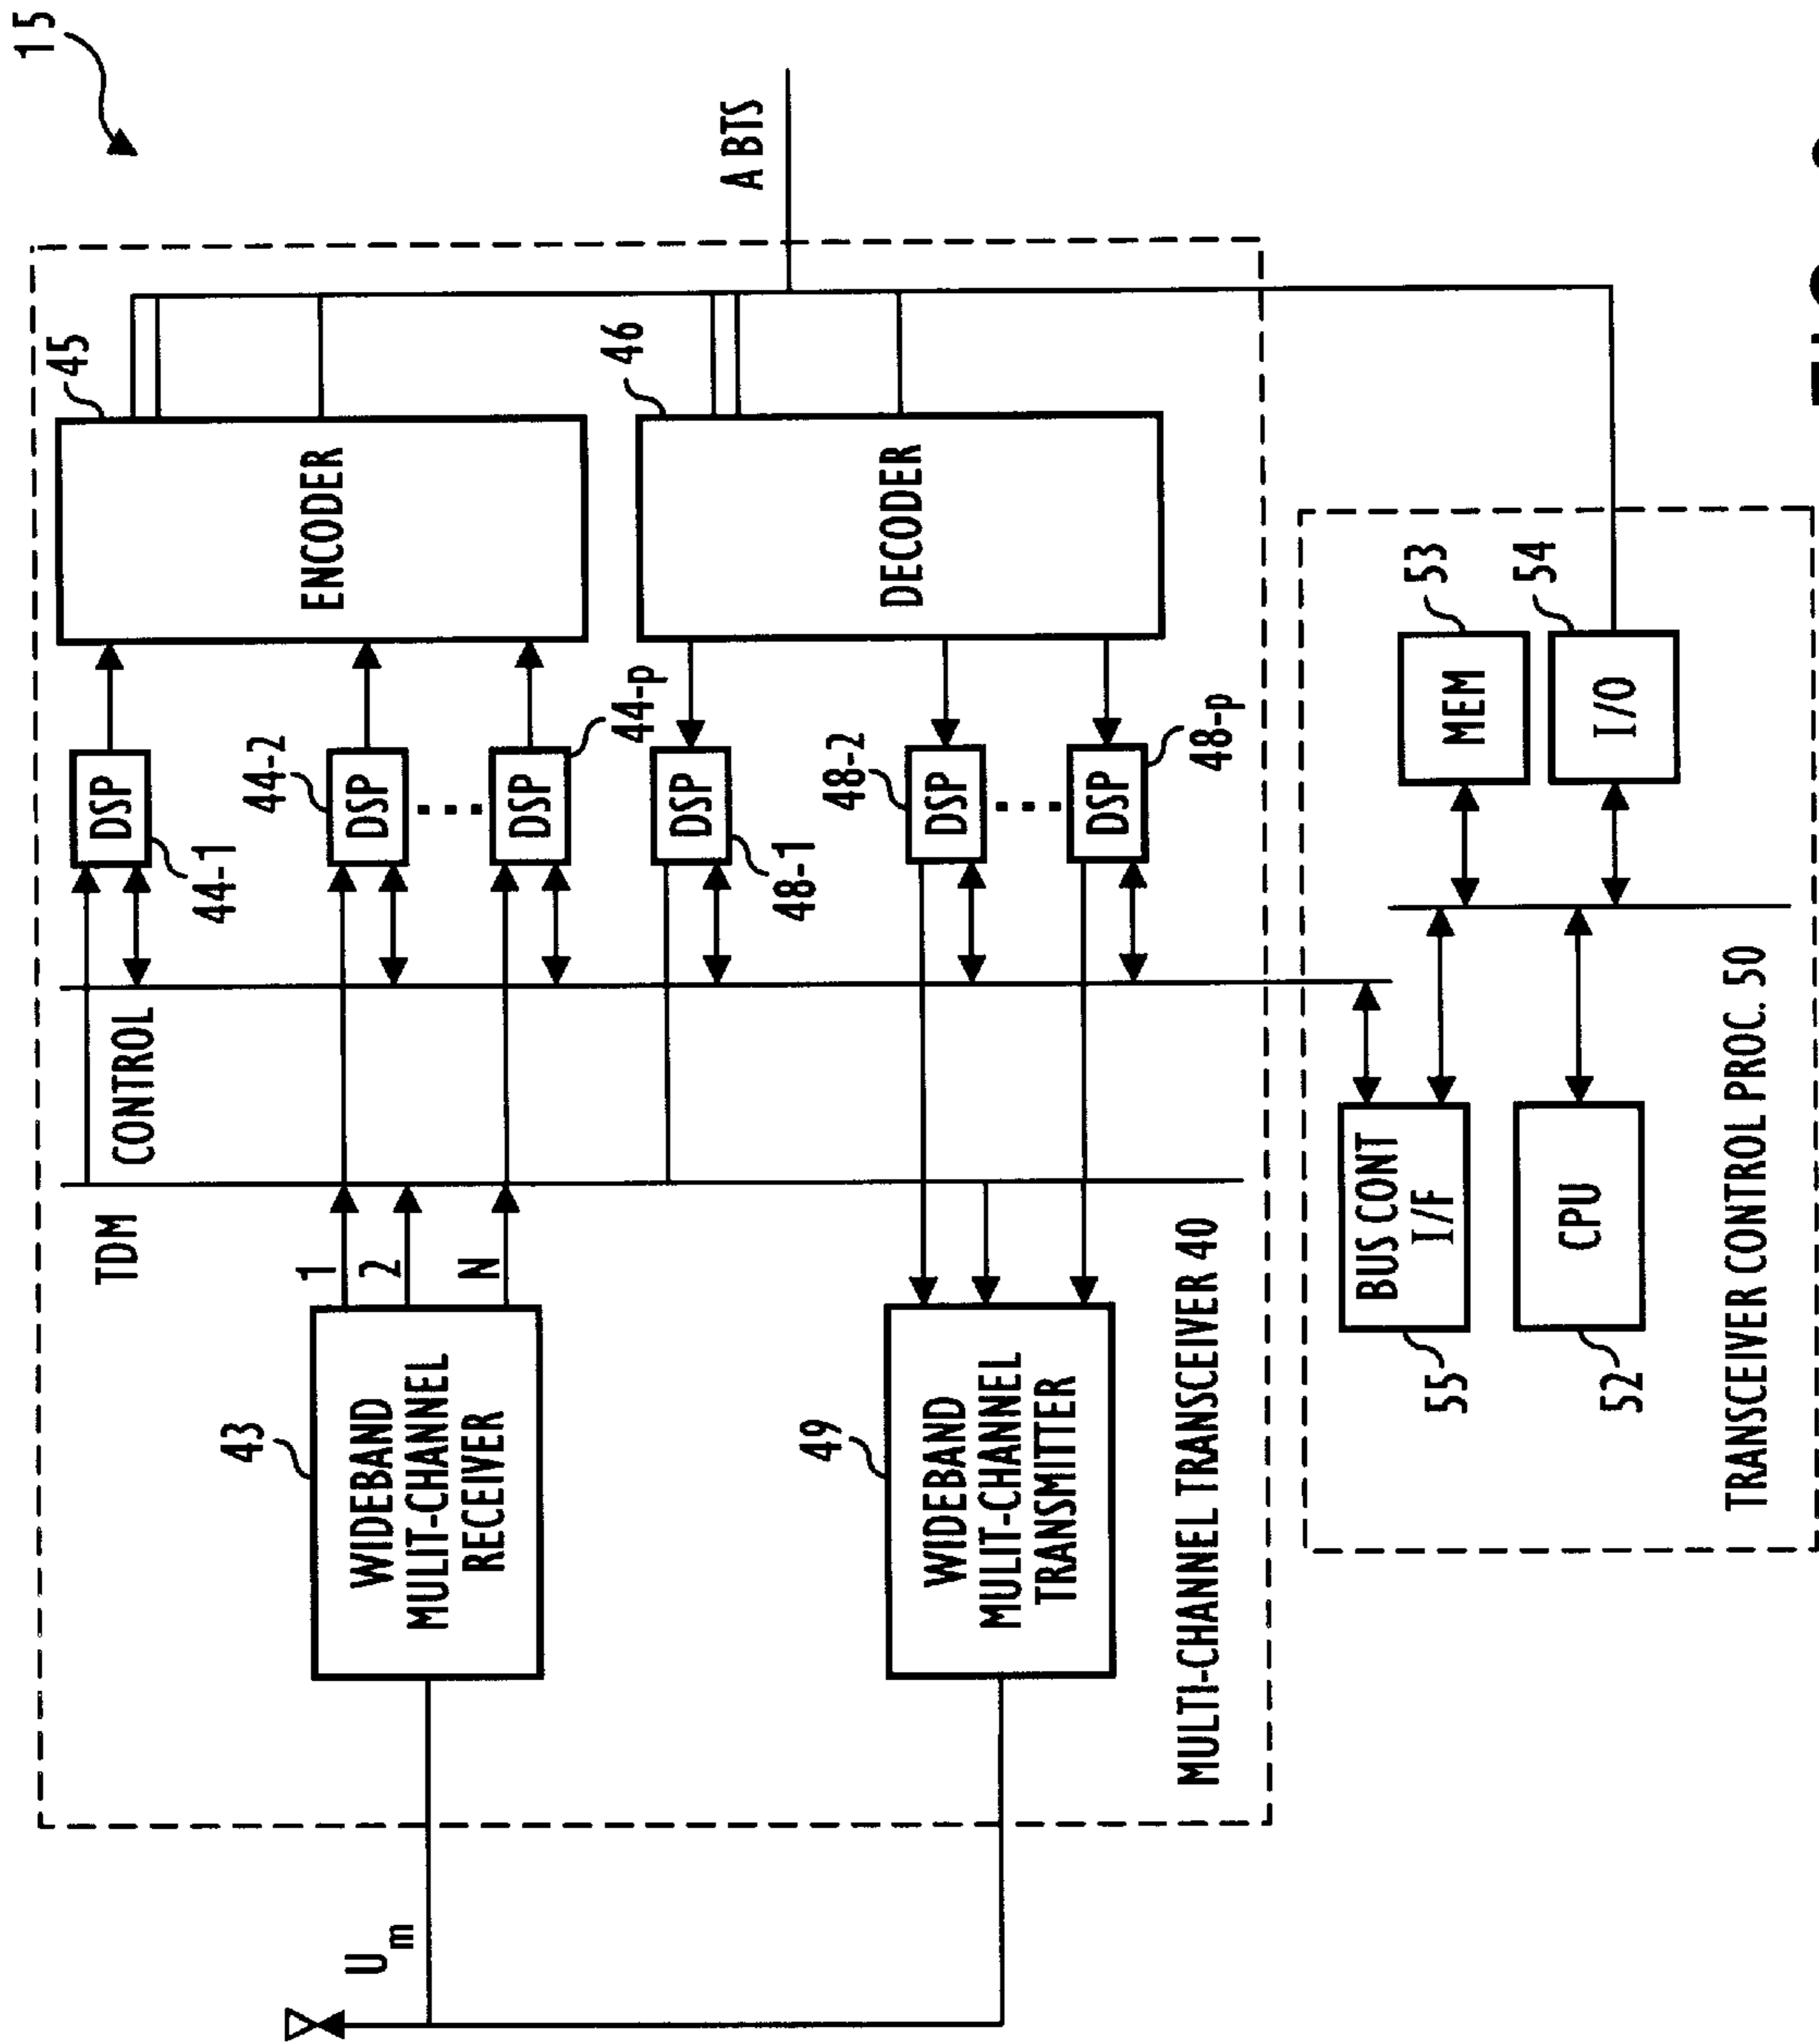 15
A BTS
45
ENCODER
46
DECODER
DSP
44-1
44-2
DSP
44-p
DSP
DSP
48-1
48-2
DSP
48-p
DSP
TDM
CONTROL
1
2
N
43
WIDEBAND
MULIT-CHANNEL
RECEIVER
49
WIDEBAND
MULIT-CHANNEL
TRANSMITTER
MULTI-CHANNEL TRANSCEIVER 40
Um
53
MEM
54
I/O
BUS CONT
I/F
55
CPU
52
TRANSCEIVER CONTROL PROC. 50